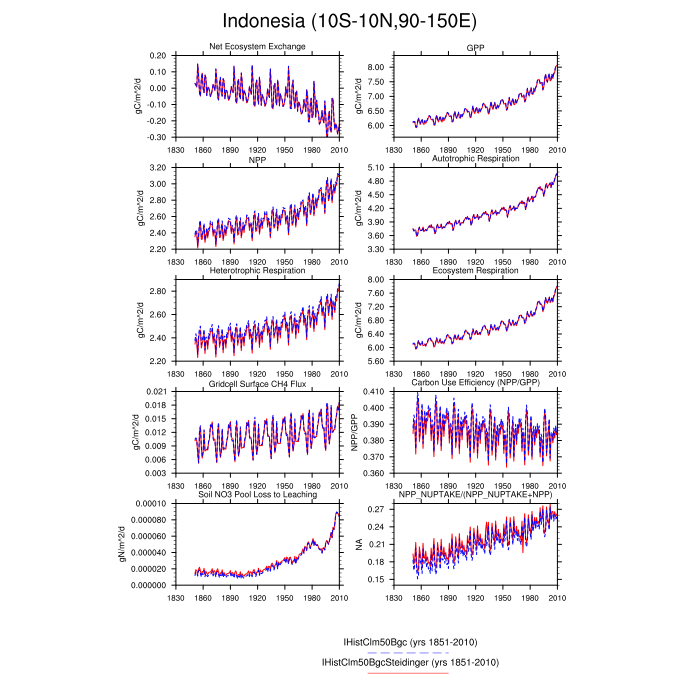 Indonesia (10S-10N,90-150E)
Net Ecosystem Exchange
gC/m^2/d
0.20
0.10
0.00
-0.10
-0.20
-0.30
1830 1860 1890 1920 1950 1980 2010
GPP
gC/m^2/d
8.00
7.50
7.00
6.50
6.00
1830 1860 1890 1920 1950 1980 2010
NPP
gC/m^2/d
3.20
3.00
2.80
2.60
2.40
2.20
1830 1860 1890 1920 1950 1980 2010
Autotrophic Respiration
gC/m^2/d
5.10
4.80
4.50
4.20
3.90
3.60
3.30
1830 1860 1890 1920 1950 1980 2010
Heterotrophic Respiration
gC/m^2/d
2.80
2.60
2.40
2.20
1830 1860 1890 1920 1950 1980 2010
Ecosystem Respiration
gC/m^2/d
8.00
7.60
7.20
6.80
6.40
6.00
5.60
1830 1860 1890 1920 1950 1980 2010
Gridcell Surface CH4 Flux
gC/m^2/d
0.021
0.018
0.015
0.012
0.009
0.006
0.003
1830 1860 1890 1920 1950 1980 2010
Carbon Use Efficiency (NPP/GPP)
NPP/GPP
0.410
0.400
0.390
0.380
0.370
0.360
1830 1860 1890 1920 1950 1980 2010
Soil NO3 Pool Loss to Leaching
gN/m^2/d
0.00010
0.000080
0.000060
0.000040
0.000020
0.000000
1830 1860 1890 1920 1950 1980 2010
NPP_NUPTAKE/(NPP_NUPTAKE+NPP)
NA
0.27
0.24
0.21
0.18
0.15
1830 1860 1890 1920 1950 1980 2010
IHistClm50Bgc (yrs 1851-2010)
IHistClm50BgcSteidinger (yrs 1851-2010)